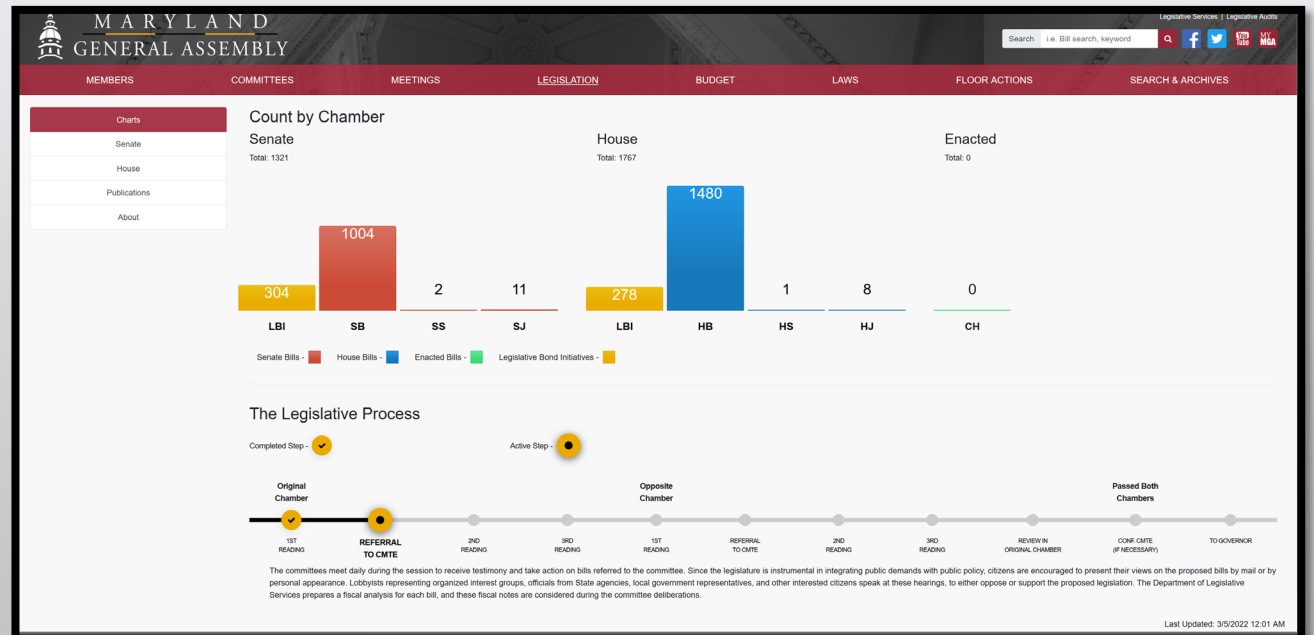 Legislative Services | Legislative Audits
MARYLAND
GENERAL ASSEMBLY
Search i.e. Bill search, keyword
You Tube
MY MGA
MEMBERS COMMITTEES MEETINGS LEGISLATION BUDGET LAWS FLOOR ACTIONS SEARCH & ARCHIVES
Charts
Senate
House
Publications
About
Count by Chamber
Senate House Enacted
Total: 1321 Total: 1767 Total: 0
304 1004 2 11 278 1480 1 8 0
LBI SB SS SJ LBI HB HS HJ CH
Senate Bills - House Bills - Enacted Bills - Legislative Bond Initiatives -
The Legislative Process
Completed Step - Active Step -
Original Chamber Opposite Chamber Passed Both Chambers
1ST READING
REFERRAL TO CMTE
2ND READING
3RD READING
1ST READING
REFERRAL TO CMTE
2ND READING
3RD READING
REVIEW IN ORIGINAL CHAMBER
CONF. CMTE (IF NECESSARY)
TO GOVERNOR
The committees meet daily during the session to receive testimony and take action on bills referred to the committee. Since the legislature is instrumental in integrating public demands with public policy, citizens are encouraged to present their views on the proposed bills by mail or by
personal appearance. Lobbyists representing organized interest groups, officials from State agencies, local government representatives, and other interested citizens speak at these hearings, to either oppose or support the proposed legislation. The Department of Legislative
Services prepares a fiscal analysis for each bill, and these fiscal notes are considered during the committee deliberations.
Last Updated: 3/5/2022 12:01 AM